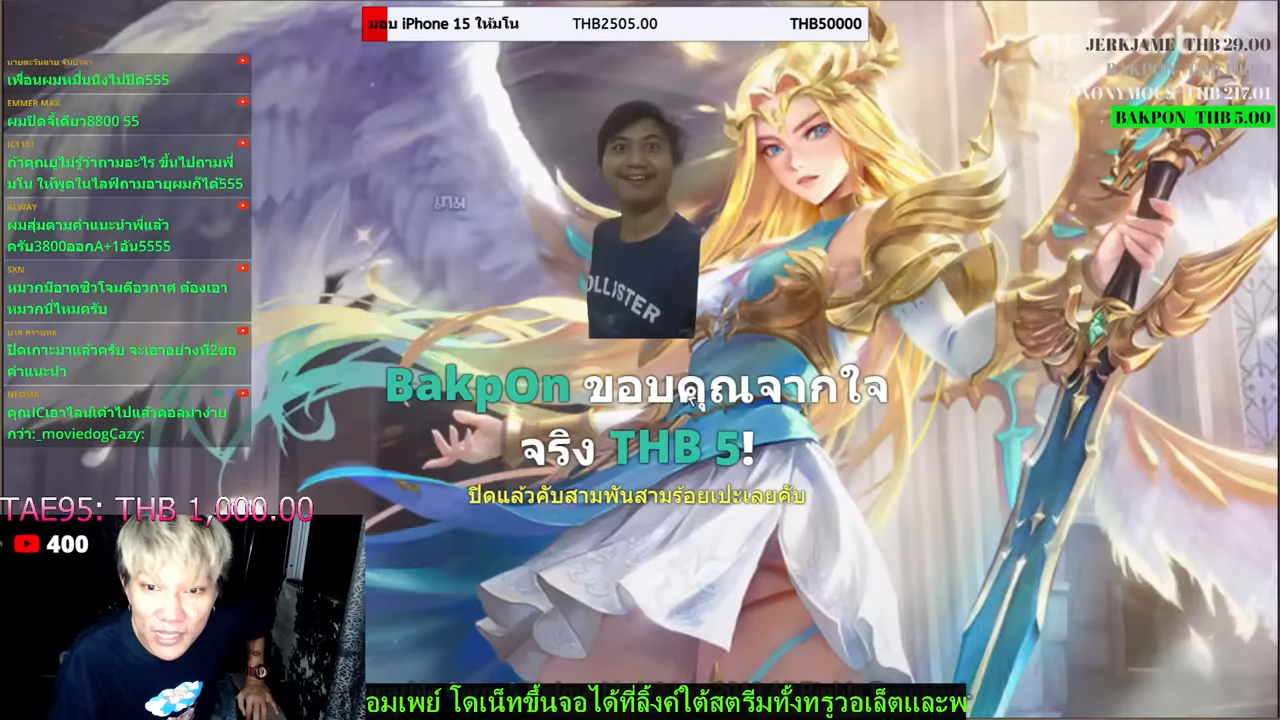 มอบ iPhone 15 ให้มโน THB2505.00 THB50000
JERKJAME THB 29.00
ANONYMOUS THB 217.01
BAKPON THB 5.00
เพื่อนผมหมื่นนึงไม่ปิด555
EMMER MAX
ผมปิดจี้เดียว8800 55
ถ้าคุณยูไม่รู้ว่าถามอะไร ขึ้นไปถามพี่
มโน ให้พูดในไลฟ์ถามอายุผมก็ได้555
ALWAY
ผมสุ่มตามคำแนะนำพี่แล้ว
ครับ3800ออกA+1อัน5555
SXN
หมวกมีอาคชิวโจมตีอวกาศ ต้องเอา
หมวกนี้ไหมครับ
ปิดเกาะมาแล้วครับ จะเอาอย่างที่2ขอ
คำแนะนำ
NEOMIA
คุณICเอาไลน์เค้าไปแล้วคอลมาง่าย
กว่า:_moviedogCazy:
OLLISTER
BakpOn ขอบคุณจากใจ
จริง THB 5!
ปิดแล้วคับสามพันสามร้อยเปะเลยคับ
TAE95: THB 1,000.00
400
อมเพย์ โดเน็ทขึ้นจอได้ที่ลิ้งค์ใต้สตรีมทั้งทรูวอเล็ตและพ